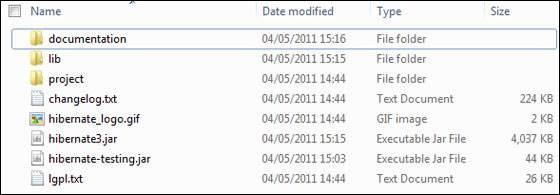 Name Date modified Type Size
documentation 04/05/2011 15:16 File folder
lib 04/05/2011 15:15 File folder
project 04/05/2011 14:44 File folder
changelog.txt 04/05/2011 14:44 Text Document 224 KB
hibernate_logo.gif 04/05/2011 14:44 GIF image 2 KB
hibernate3.jar 04/05/2011 15:15 Executable Jar File 4,037 KB
hibernate-testing.jar 04/05/2011 15:03 Executable Jar File 44 KB
lgpl.txt 04/05/2011 14:44 Text Document 26 KB